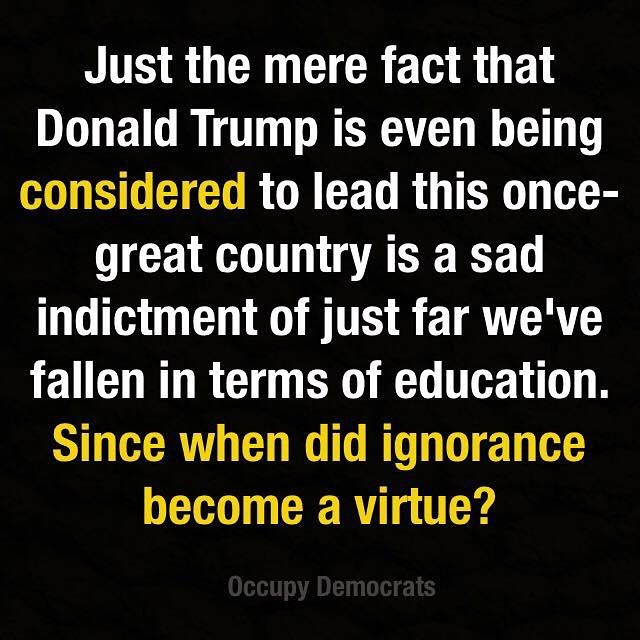 Just the mere fact that
Donald Trump is even being
considered to lead this once-
great country is a sad
indictment of just far we've
fallen in terms of education.
Since when did ignorance
become a virtue?
Occupy Democrats